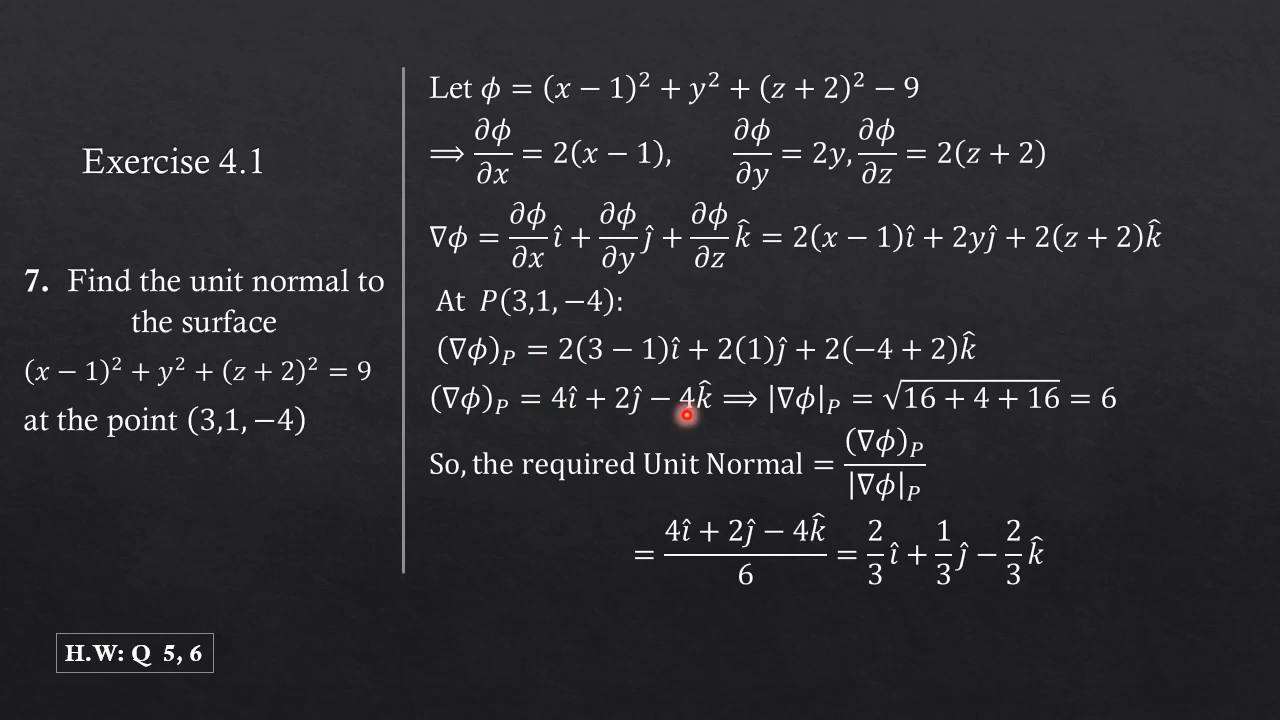 Exercise 4.1
7. Find the unit normal to
the surface
(x − 1)² + y² + (z + 2)² = 9
at the point (3,1,−4)
H.W: Q 5, 6
Let ϕ = (x − 1)² + y² + (z + 2)² − 9
⟹ ∂ϕ/∂x = 2(x − 1), ∂ϕ/∂y = 2y, ∂ϕ/∂z = 2(z + 2)
∇ϕ = ∂ϕ/∂x î + ∂ϕ/∂y ĵ + ∂ϕ/∂z k̂ = 2(x − 1)î + 2yĵ + 2(z + 2)k̂
At P(3,1,−4):
(∇ϕ)_P = 2(3 − 1)î + 2(1)ĵ + 2(−4 + 2)k̂
(∇ϕ)_P = 4î + 2ĵ − 4k̂ ⟹ |∇ϕ|_P = √(16 + 4 + 16) = 6
So, the required Unit Normal = (∇ϕ)_P / |∇ϕ|_P
= (4î + 2ĵ − 4k̂)/6 = 2/3 î + 1/3 ĵ − 2/3 k̂